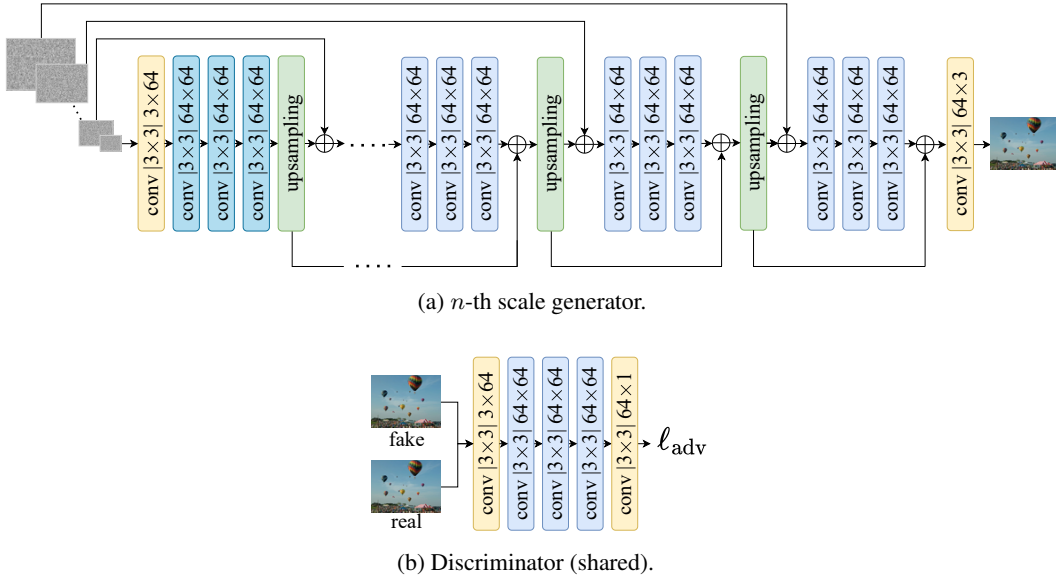 conv |3×3| 3×64
conv |3×3| 64×64
conv |3×3| 64×64
conv |3×3| 64×64
upsampling
....
conv |3×3| 64×64
conv |3×3| 64×64
conv |3×3| 64×64
upsampling
conv |3×3| 64×64
conv |3×3| 64×64
conv |3×3| 64×64
upsampling
conv |3×3| 64×64
conv |3×3| 64×64
conv |3×3| 64×64
conv |3×3| 64×3
....
(a) n-th scale generator.
fake
real
conv |3×3| 3×64
conv |3×3| 64×64
conv |3×3| 64×64
conv |3×3| 64×64
conv |3×3| 64×1
ℓadv
(b) Discriminator (shared).